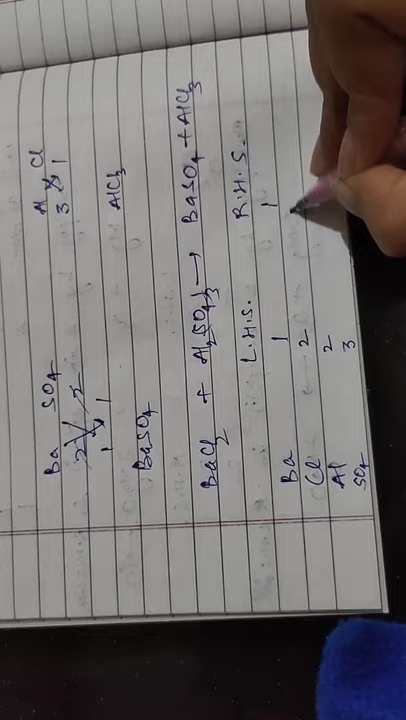 Ba SO4 Al Cl
2 2 3 1
1 1
BaSO4 AlCl3
BaCl2 + Al2(SO4)3 → BaSO4 + AlCl3
L.H.S. R.H.S.
Ba 1 1
Cl 2
Al 2
SO4 3